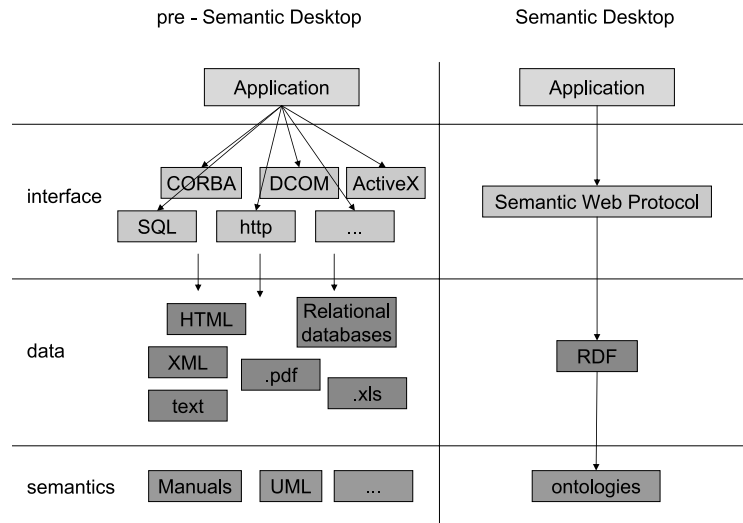 pre - Semantic Desktop
Semantic Desktop
Application
Application
interface
CORBA
DCOM
ActiveX
SQL
http
...
Semantic Web Protocol
data
HTML
Relational
databases
XML
.pdf
text
.xls
RDF
semantics
Manuals
UML
...
ontologies